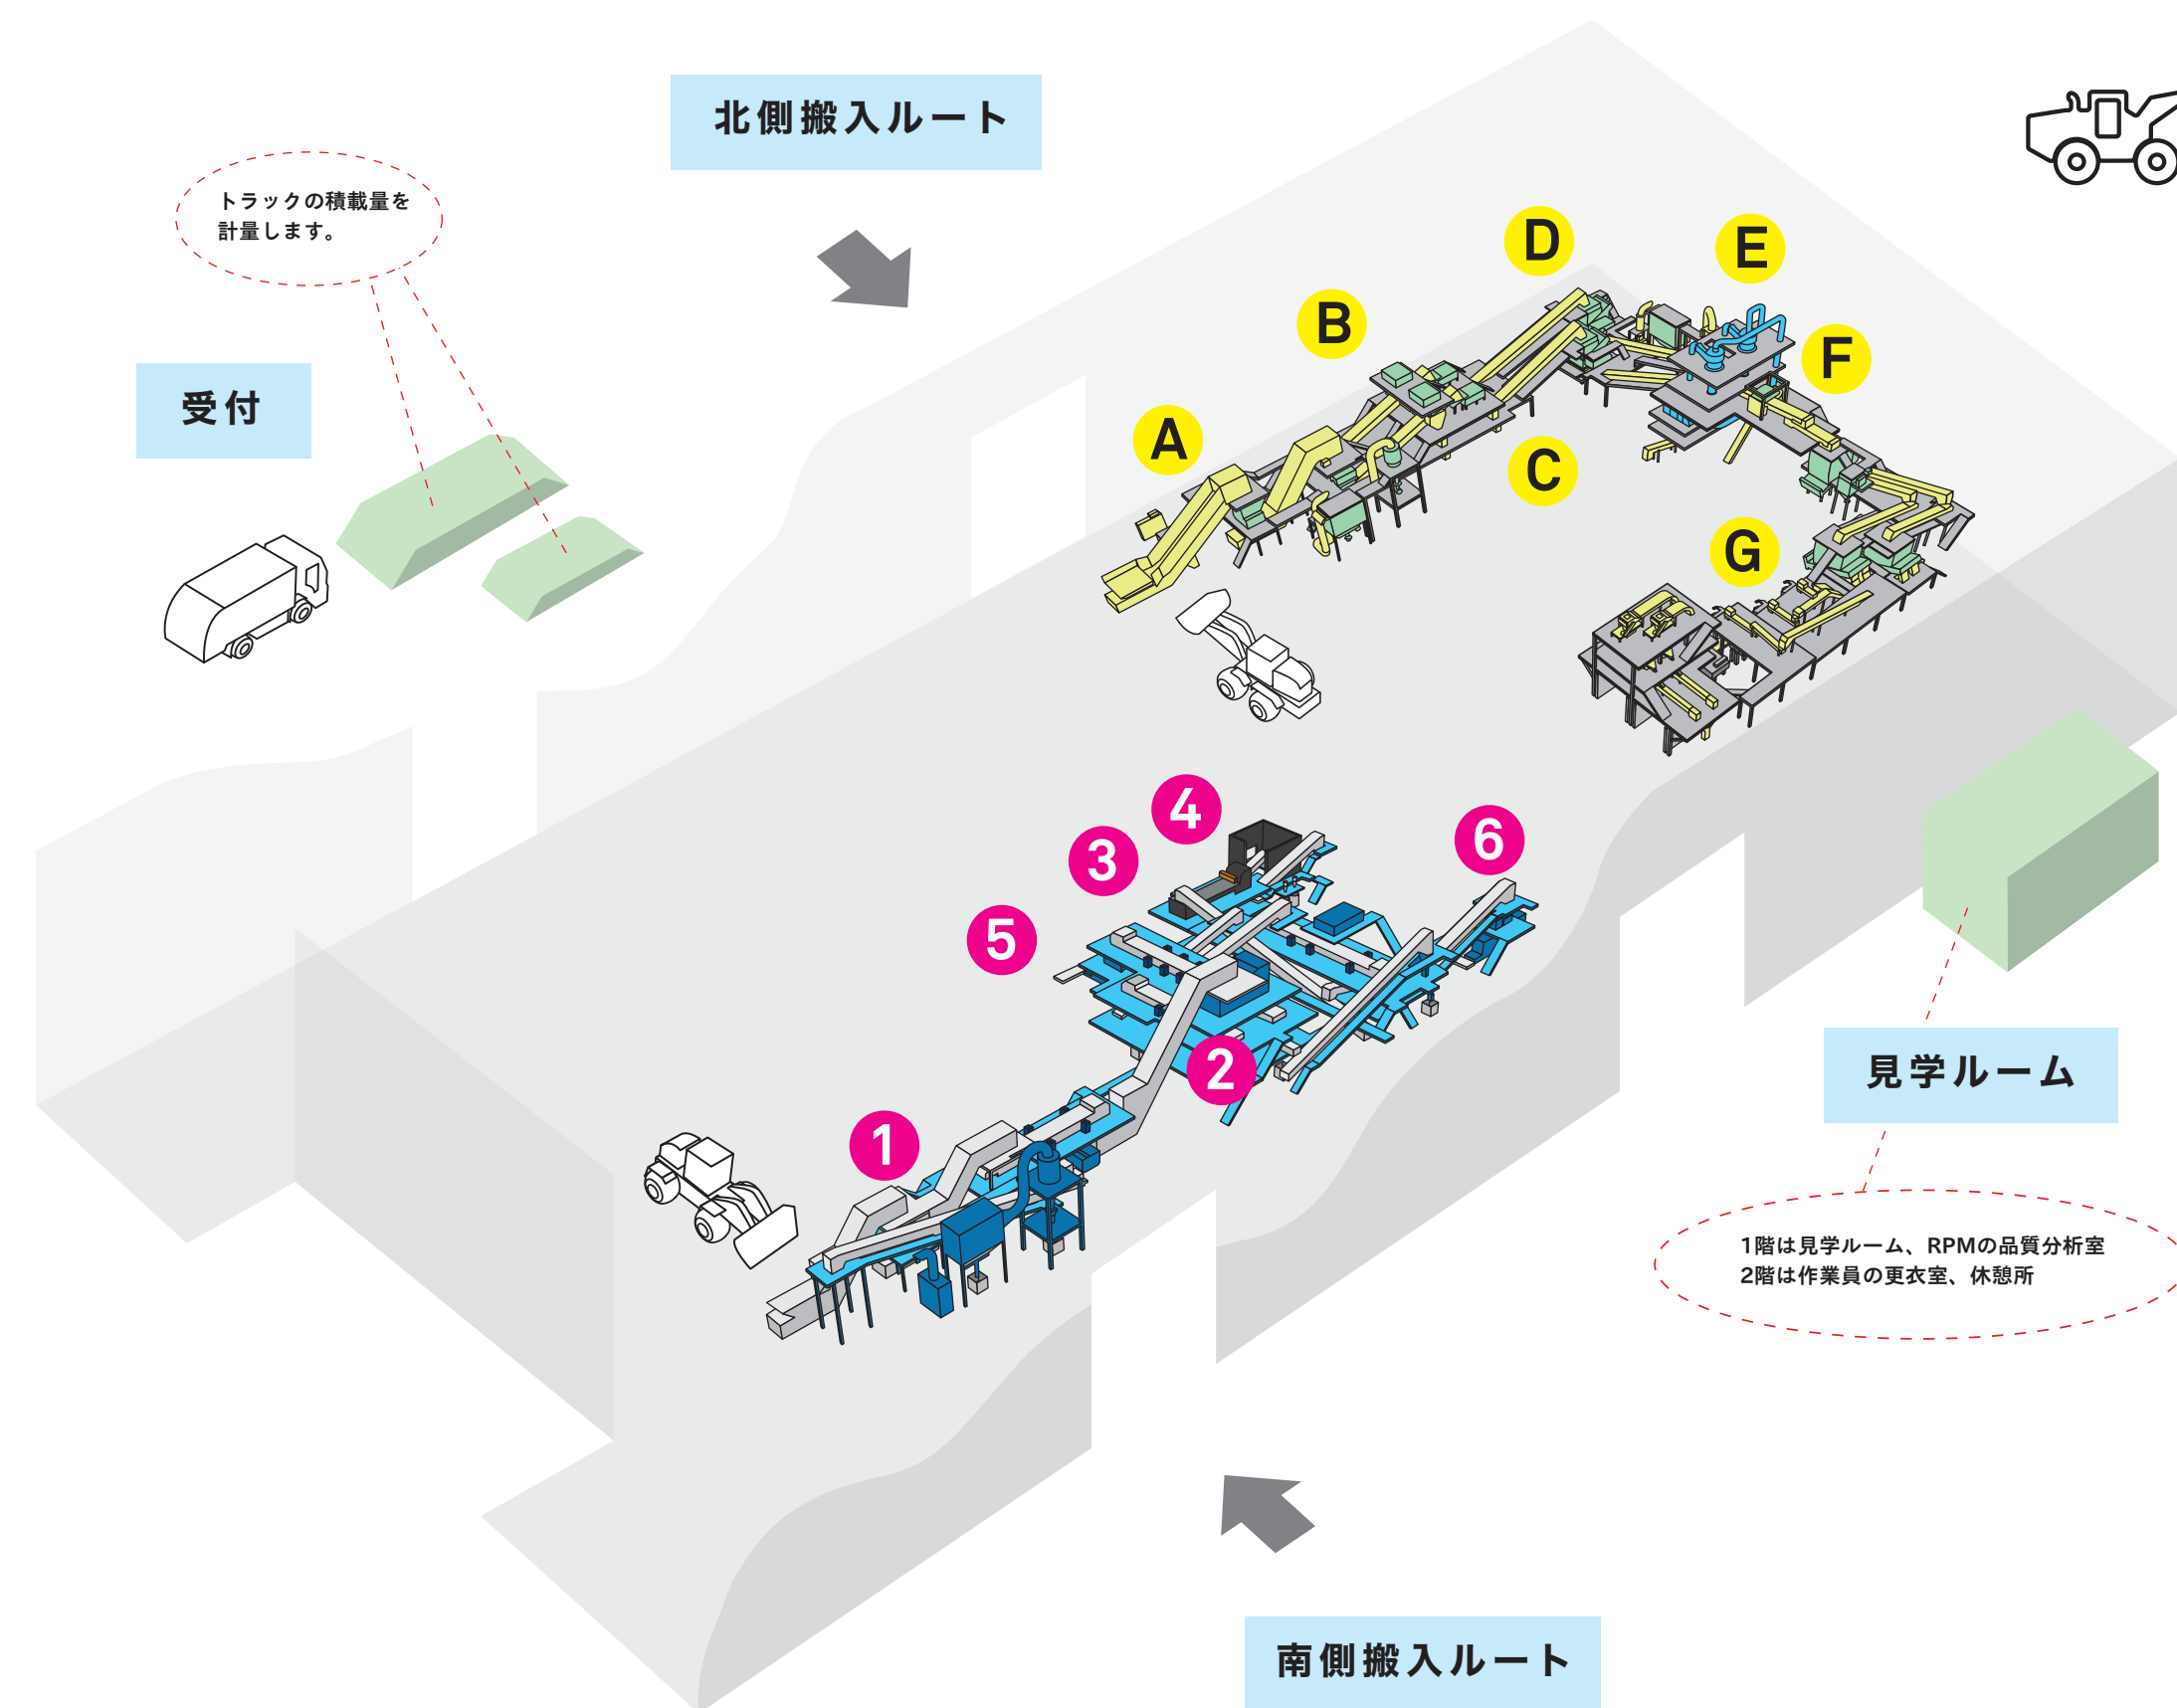 北側搬入ルート
トラックの積載量を
計量します。
受付
D
E
B
F
A
C
G
4
6
3
5
2
1
見学ルーム
1階は見学ルーム、RPMの品質分析室
2階は作業員の更衣室、休憩所
南側搬入ルート